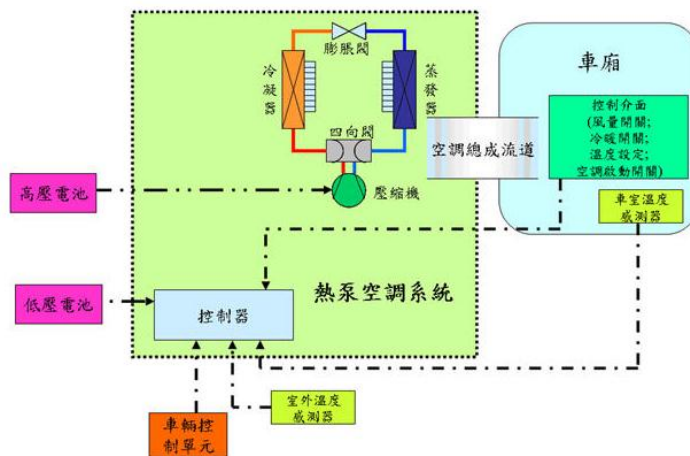 膨脹閥
冷凝器
蒸發器
四向閥
壓縮機
空調總成流道
車廂
控制介面
(風量開關;
冷暖開關;
溫度設定;
空調啟動開關)
車室溫度
感測器
高壓電池
低壓電池
控制器
熱泵空調系統
車輛控
制單元
室外溫度
感測器